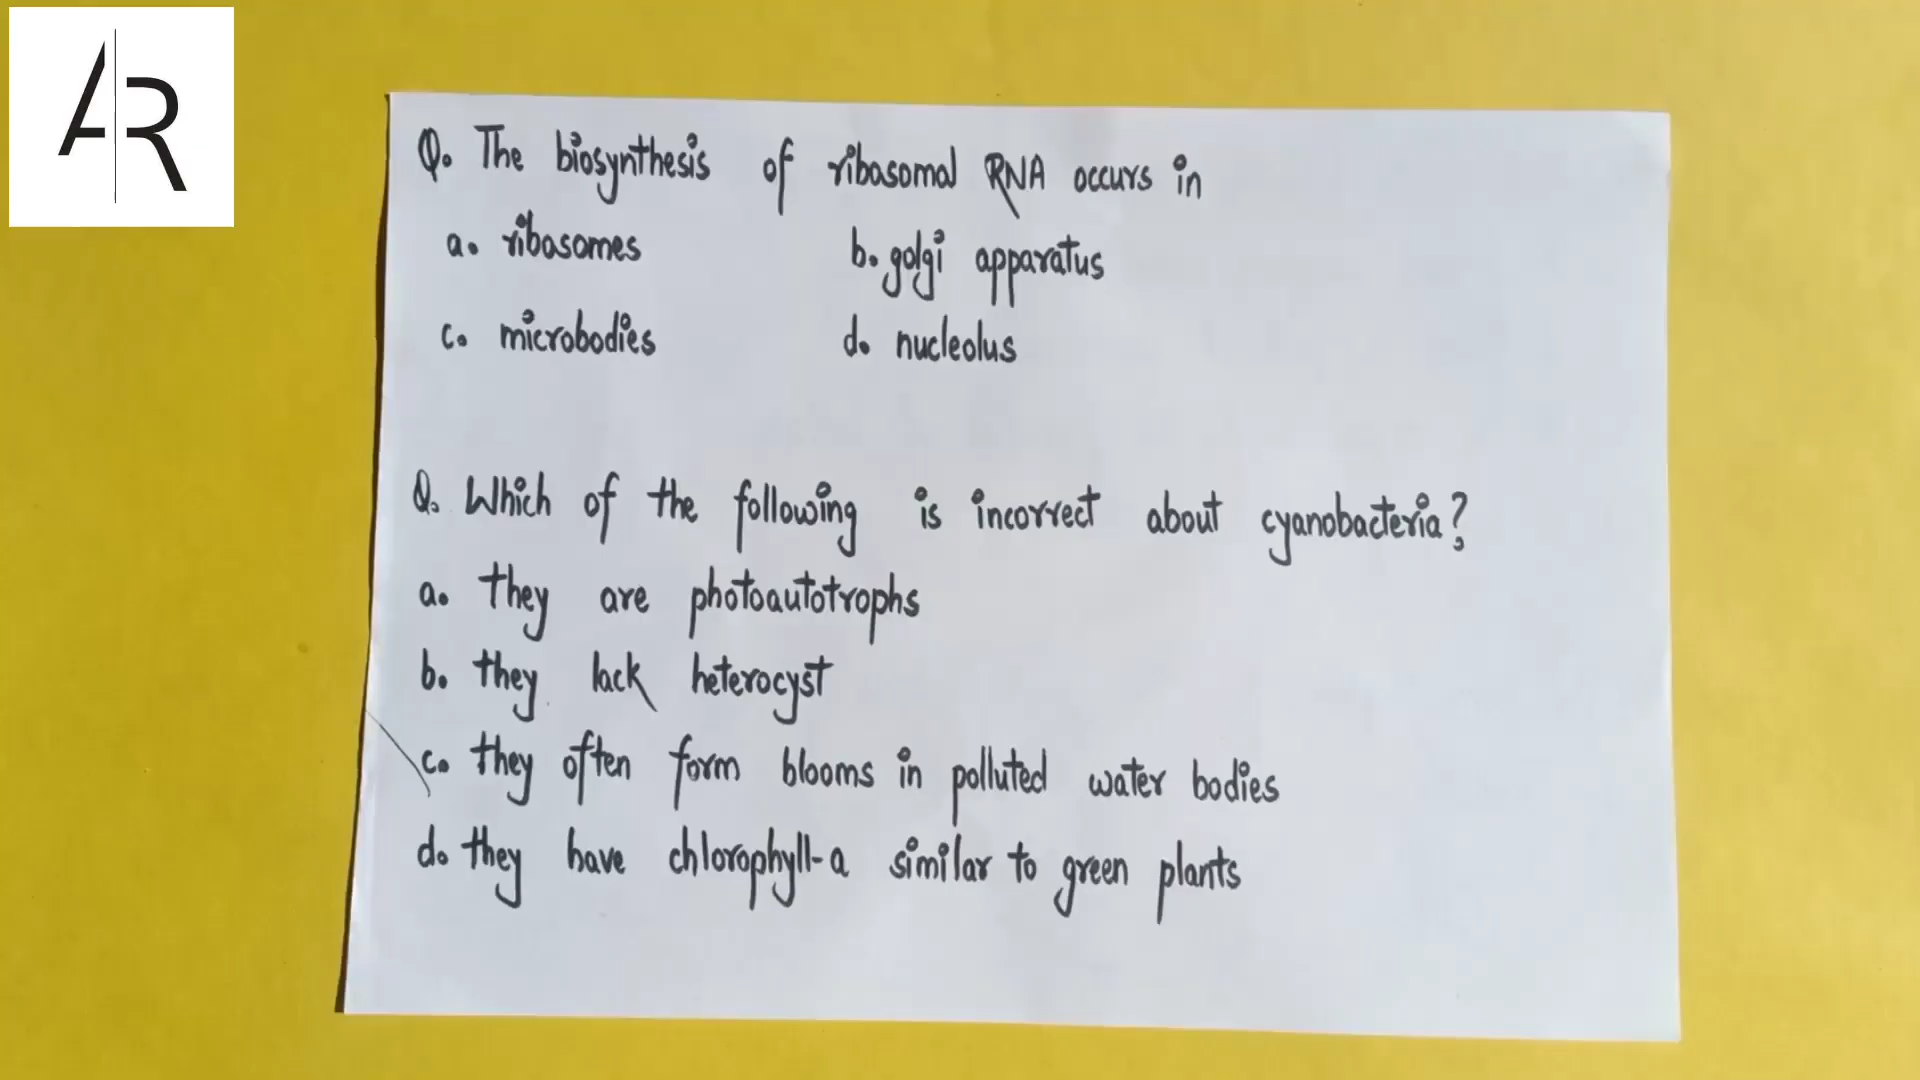 AR
Q. The biosynthesis of ribosomal RNA occurs in
a. ribosomes b. golgi apparatus
c. microbodies d. nucleolus
Q. Which of the following is incorrect about cyanobacteria?
a. they are photoautotrophs
b. they lack heterocyst
c. they often form blooms in polluted water bodies
d. they have chlorophyll-a similar to green plants